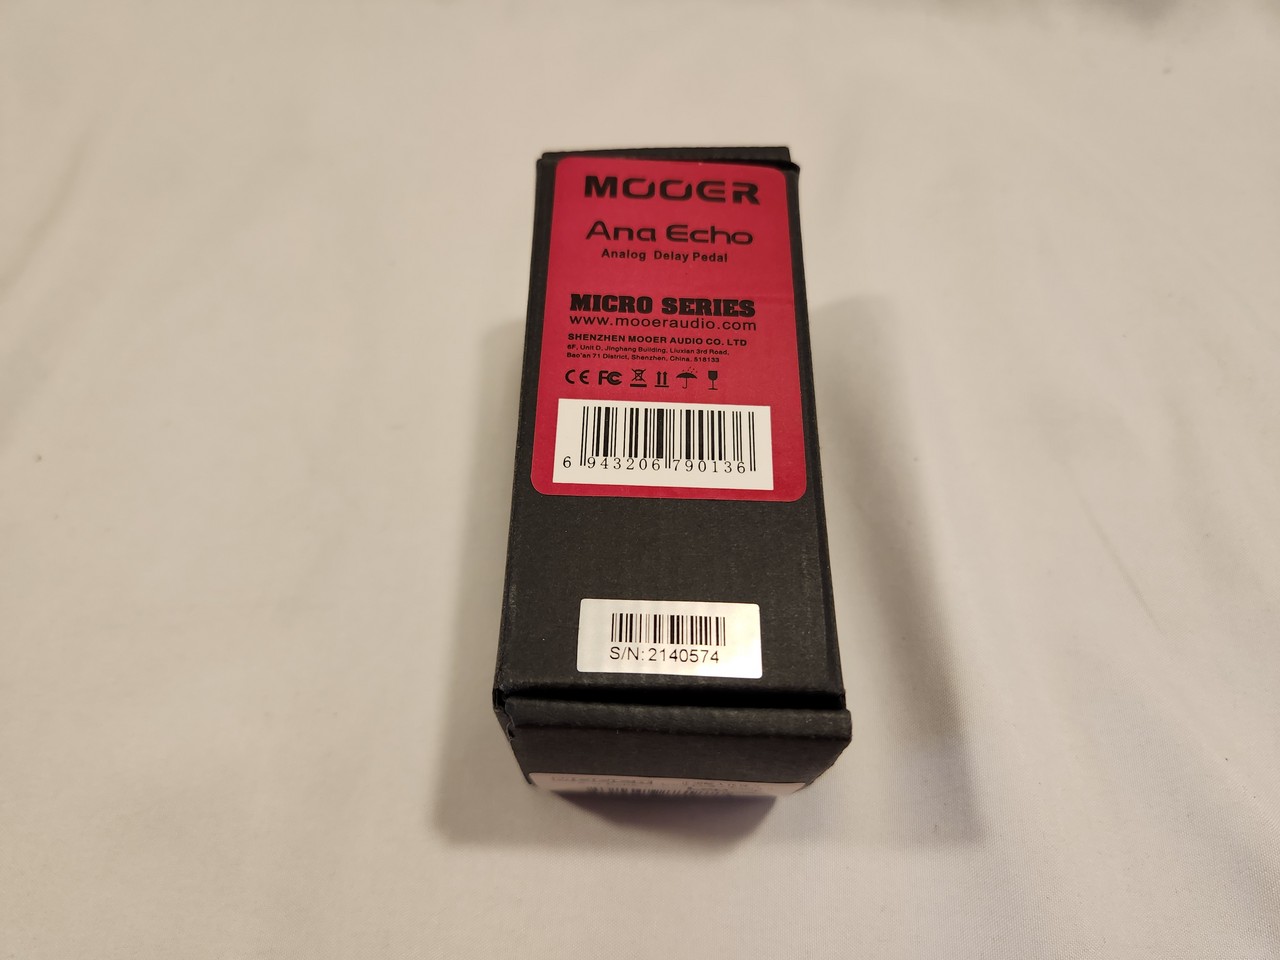 MOOER
Ana Echo
Analog Delay Pedal
MICRO SERIES
www.mooeraudio.com
SHENZHEN MOOER AUDIO CO. LTD
6F, Unit D, Jinghang Building, Liuxian 3rd Road,
Bao'an 71 District, Shenzhen, China. 518133
CE FC
6 943206 790136
S/N: 2140574